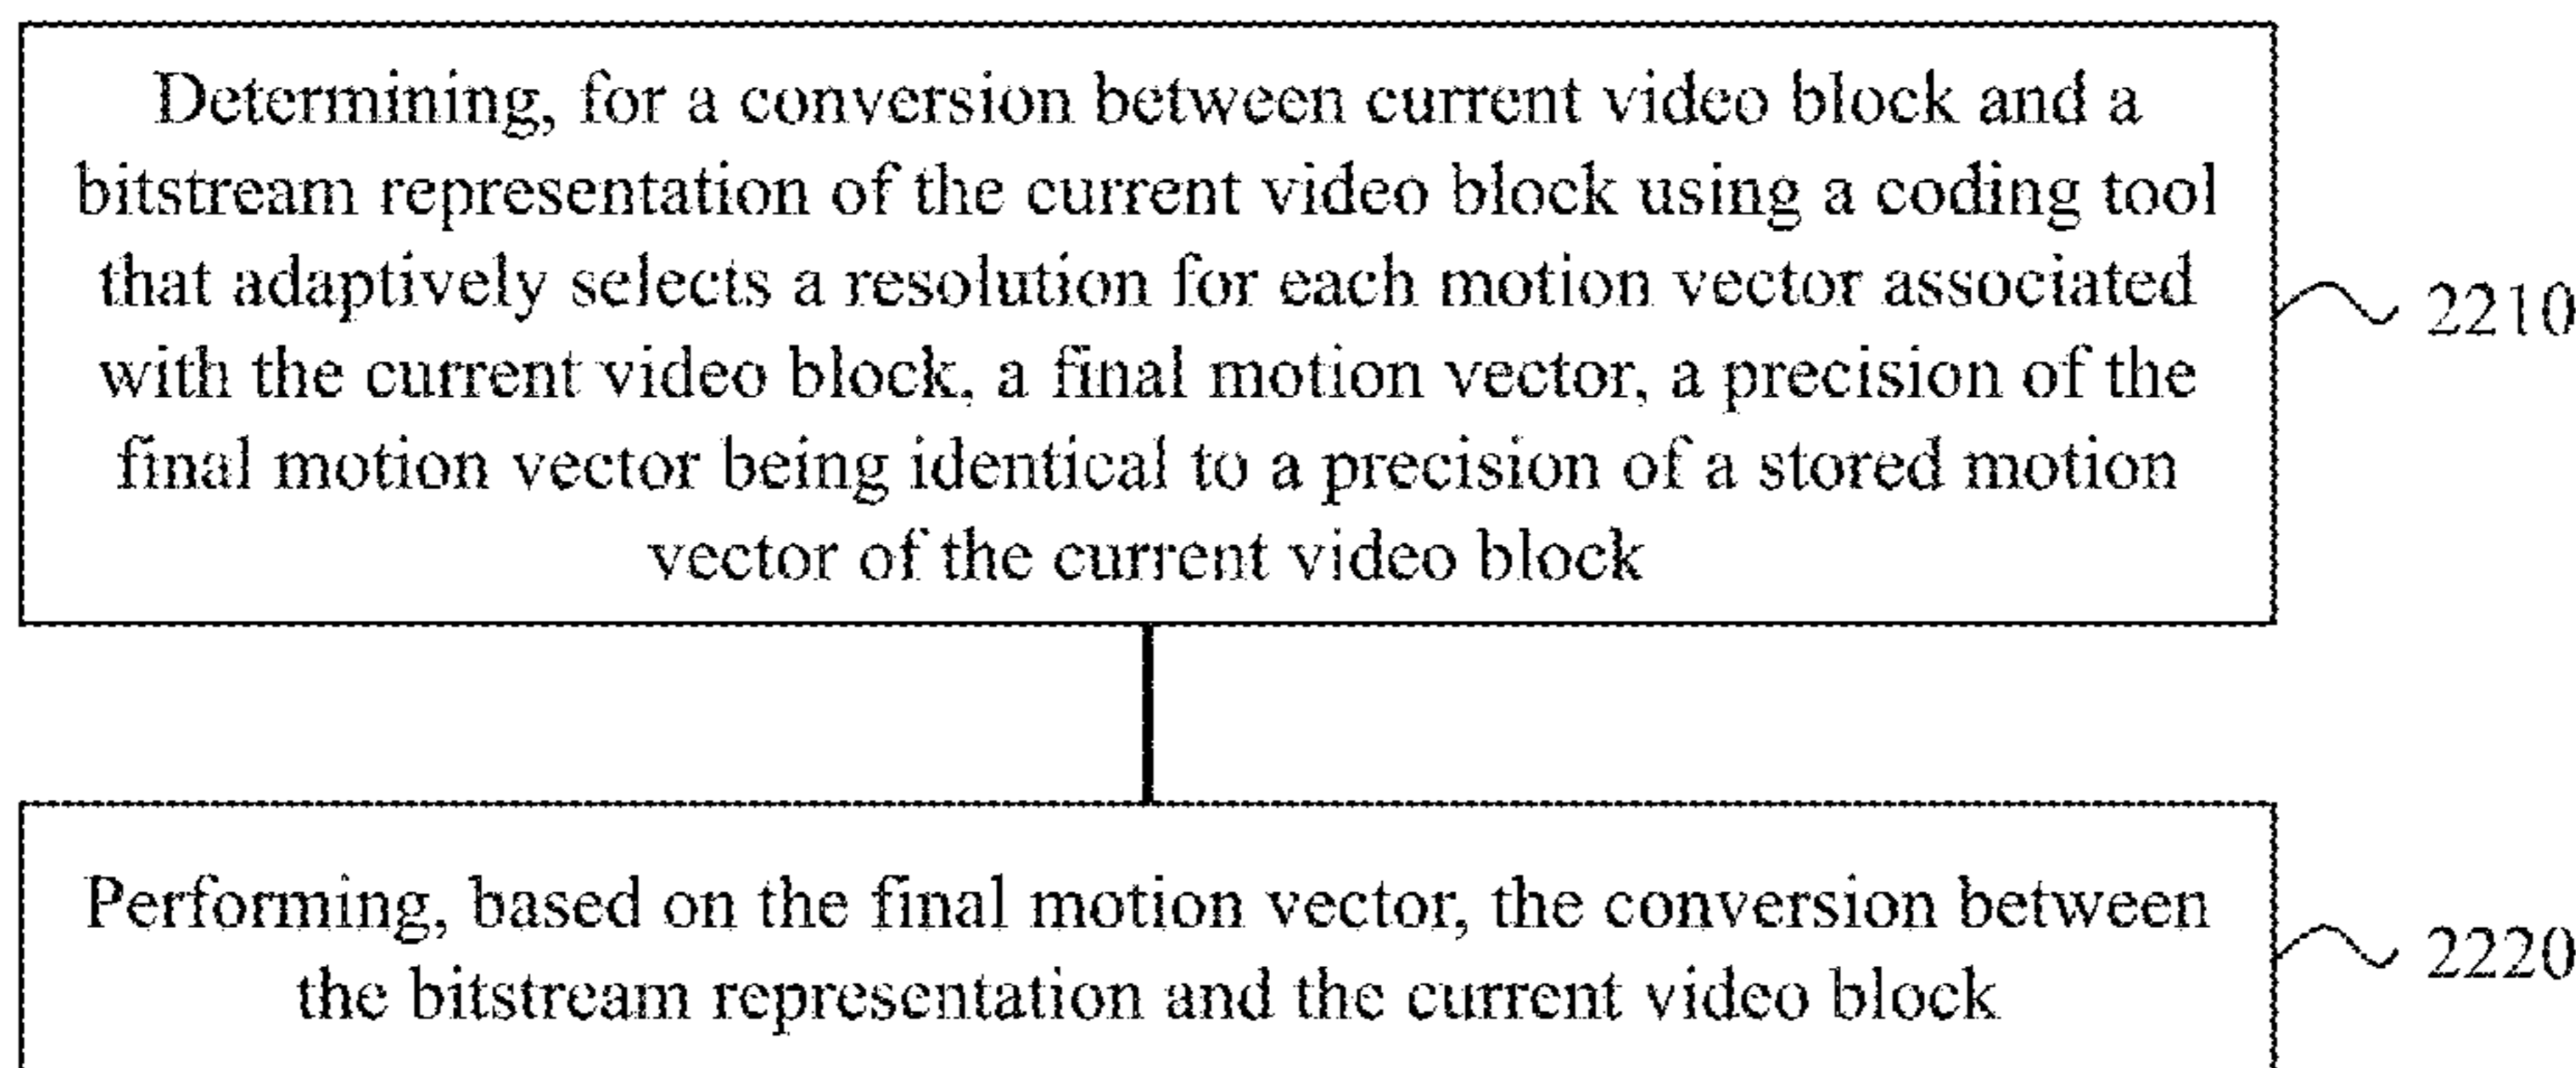 Determining, for a conversion between current video block and a
bitstream representation of the current video block using a coding tool
that adaptively selects a resolution for each motion vector associated
with the current video block, a final motion vector, a precision of the
final motion vector being identical to a precision of a stored motion
vector of the current video block
2210
Performing, based on the final motion vector, the conversion between
the bitstream representation and the current video block
2220